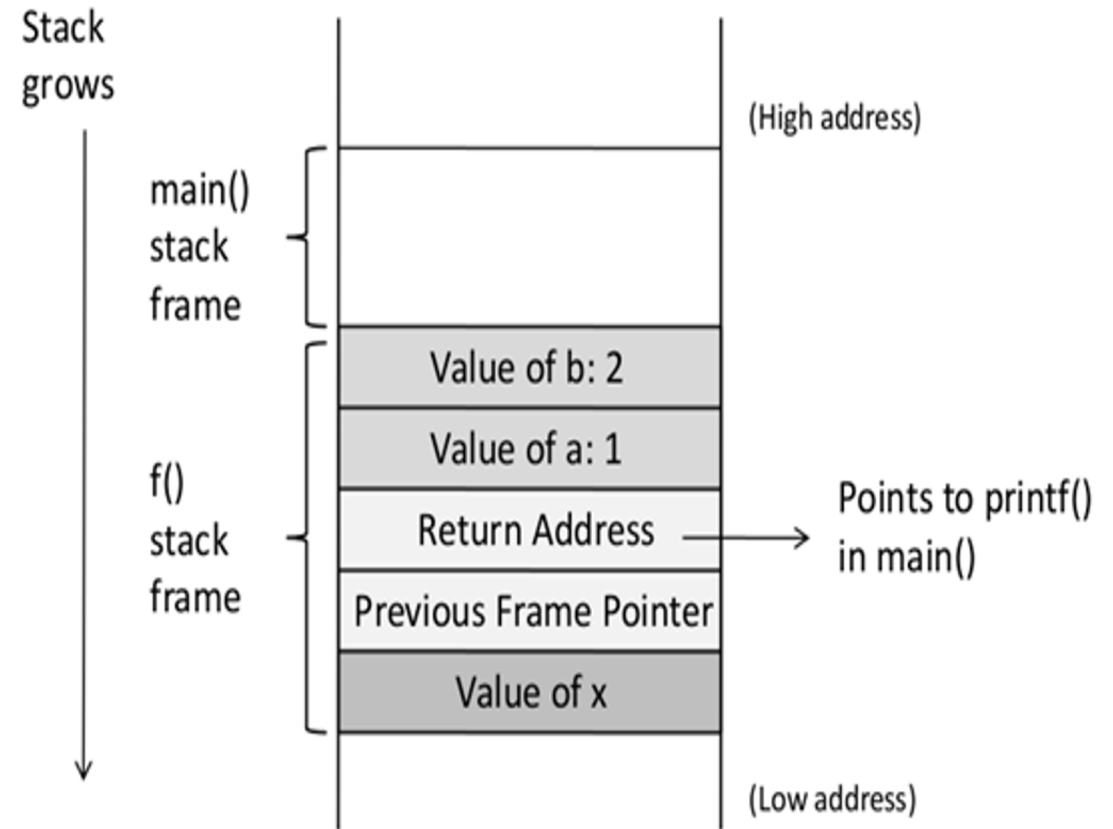 Stack
grows
(High address)
main()
stack
frame
Value of b: 2
Value of a: 1
f()
stack
frame
Return Address
Points to printf()
in main()
Previous Frame Pointer
Value of x
(Low address)